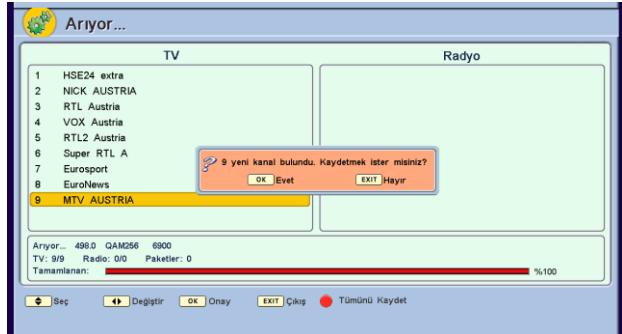 Arıyor...
TV
Radyo
1 HSE24 extra
2 NICK AUSTRIA
3 RTL Austria
4 VOX Austria
5 RTL2 Austria
6 Super RTL A
7 Eurosport
8 EuroNews
9 MTV AUSTRIA
9 yeni kanal bulundu. Kaydetmek ister misiniz?
OK Evet EXIT Hayır
Arıyor... 498.0 QAM256 6900
TV: 9/9 Radio: 0/0 Paketler: 0
Tamamlanan: %100
Seç Değiştir OK Onay EXIT Çıkış Tümünü Kaydet